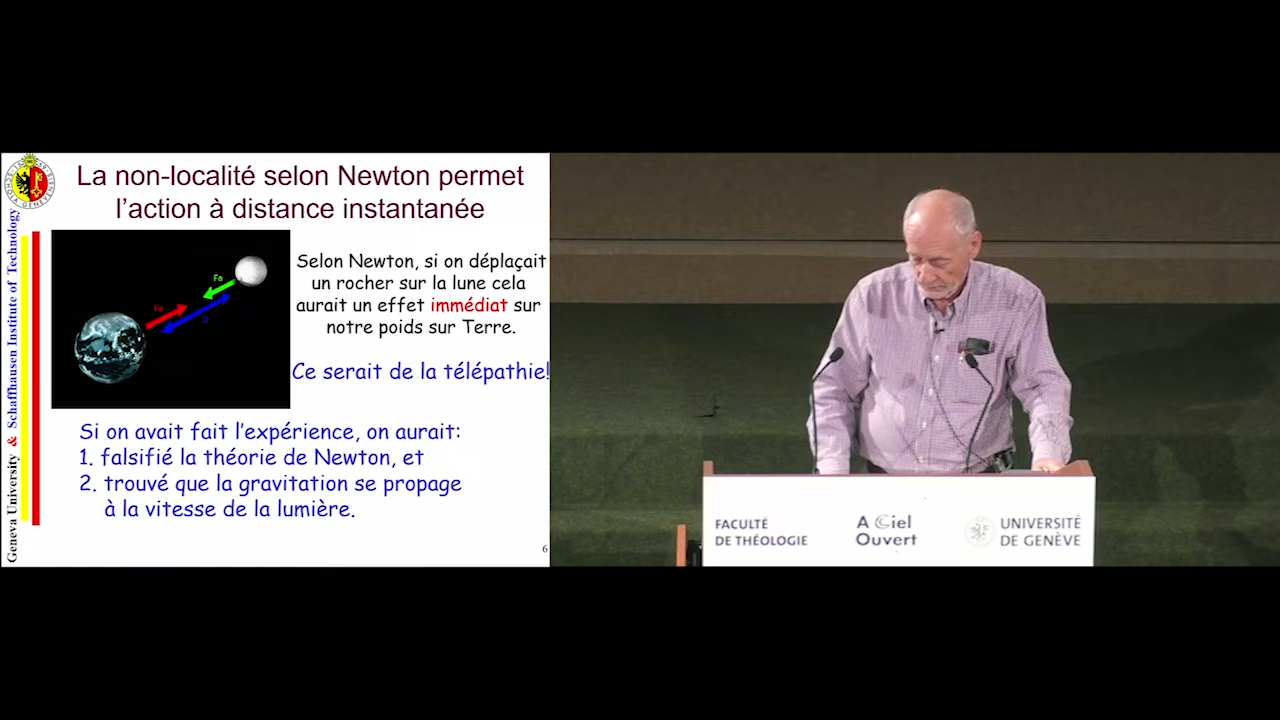 La non-localité selon Newton permet
l’action à distance instantanée
Selon Newton, si on déplaçait
un rocher sur la lune cela
aurait un effet immédiat sur
notre poids sur Terre.
Ce serait de la télépathie!
Si on avait fait l’expérience, on aurait:
1. falsifié la théorie de Newton, et
2. trouvé que la gravitation se propage
à la vitesse de la lumière.
6
Geneva University & Schaffhausen Institute of Technology
FACULTÉ
DE THÉOLOGIE
A Ciel
Ouvert
UNIVERSITÉ
DE GENÈVE